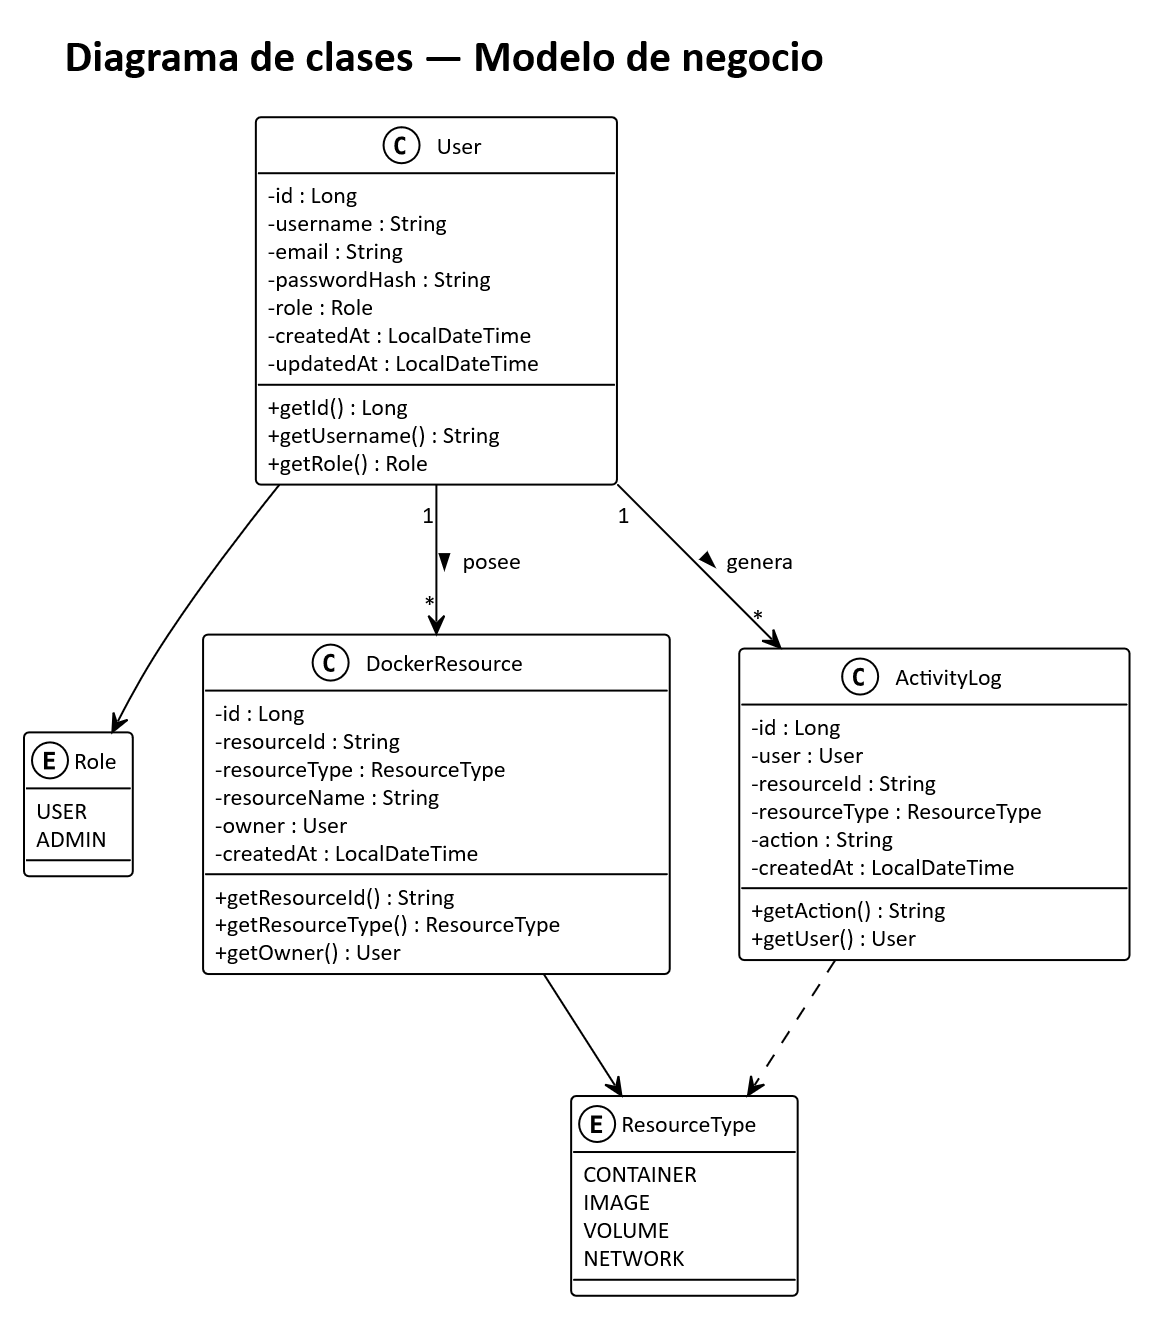 Diagrama de clases — Modelo de negocio
C User
-id : Long
-username : String
-email : String
-passwordHash : String
-role : Role
-createdAt : LocalDateTime
-updatedAt : LocalDateTime
+getId() : Long
+getUsername() : String
+getRole() : Role
1
1
posee
genera
*
*
C DockerResource
-id : Long
-resourceId : String
-resourceType : ResourceType
-resourceName : String
-owner : User
-createdAt : LocalDateTime
+getResourceId() : String
+getResourceType() : ResourceType
+getOwner() : User
C ActivityLog
-id : Long
-user : User
-resourceId : String
-resourceType : ResourceType
-action : String
-createdAt : LocalDateTime
+getAction() : String
+getUser() : User
E Role
USER
ADMIN
E ResourceType
CONTAINER
IMAGE
VOLUME
NETWORK